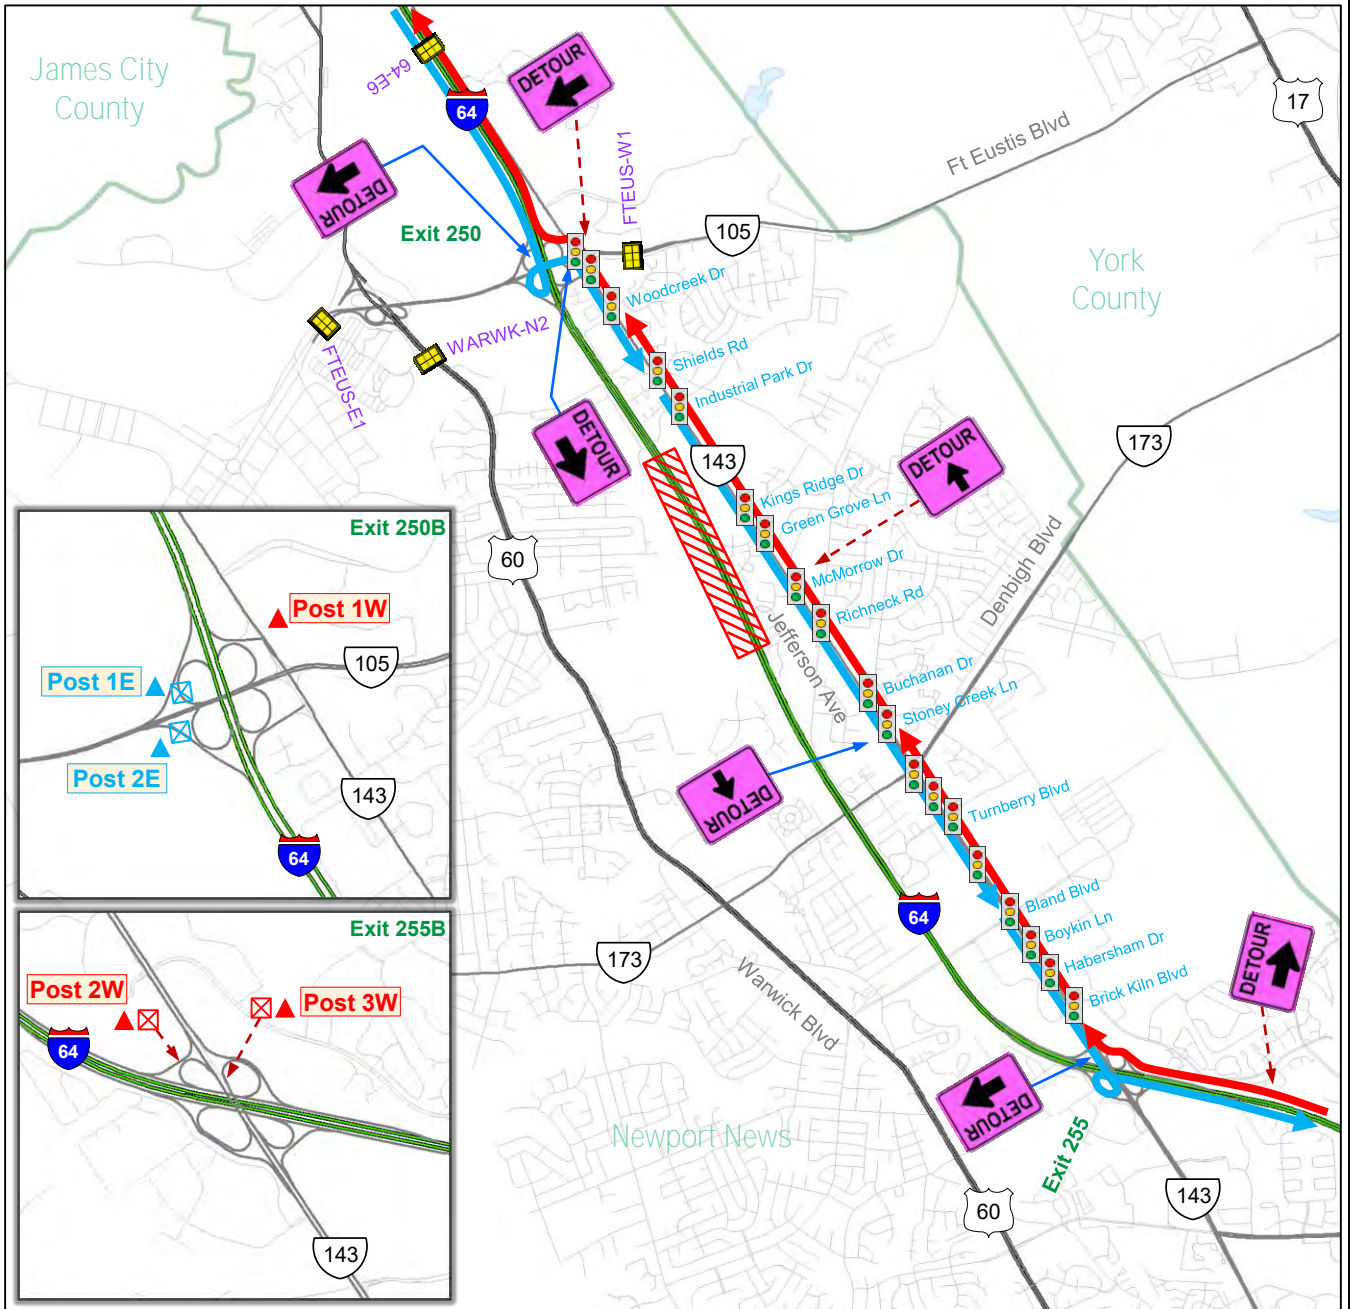 James City
County
64-E6
64
DETOUR
17
Ft Eustis Blvd
DETOUR
FTEUS-W1
Exit 250
105
York
County
Woodcreek Dr
WARWK-N2
FTEUS-E1
Shields Rd
Industrial Park Dr
DETOUR
143
DETOUR
173
Kings Ridge Dr
Green Grove Ln
60
McMorrow Dr
Richneck Rd
Denbigh Blvd
Jefferson Ave
Buchanan Dr
Stoney Creek Ln
DETOUR
Turnberry Blvd
Bland Blvd
64
Boykin Ln
Habersham Dr
Brick Kiln Blvd
DETOUR
173
Warwick Blvd
DETOUR
Newport News
Exit 255
143
60
Exit 250B
Post 1W
105
Post 1E
Post 2E
143
64
Exit 255B
Post 2W
Post 3W
64
143